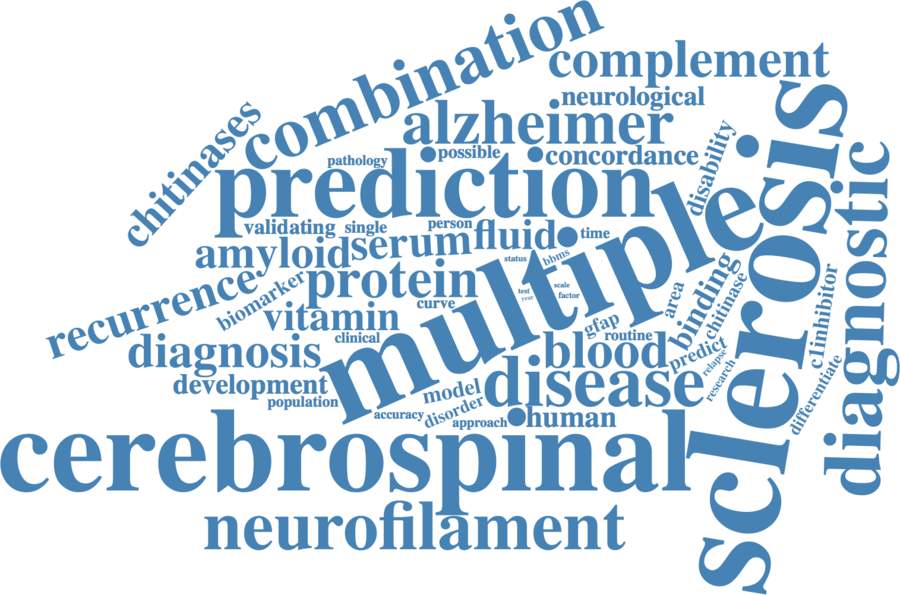 combination
complement
neurological
chitinases
alzheimer
pathology
possible
concordance
disability
sclerosis
prediction
validating
single
person
diagnostic
amyloid
serum
fluid
time
multiple
recurrence
biomarker
protein
status
bbms
test
year
scale
factor
area
binding
chitinase
c1inhibitor
vitamin
curve
gfap
routine
clinical
diagnosis
blood
predict
relapse
research
differentiate
development
population
model
disease
accuracy
disorder
approach
human
cerebrospinal
neurofilament